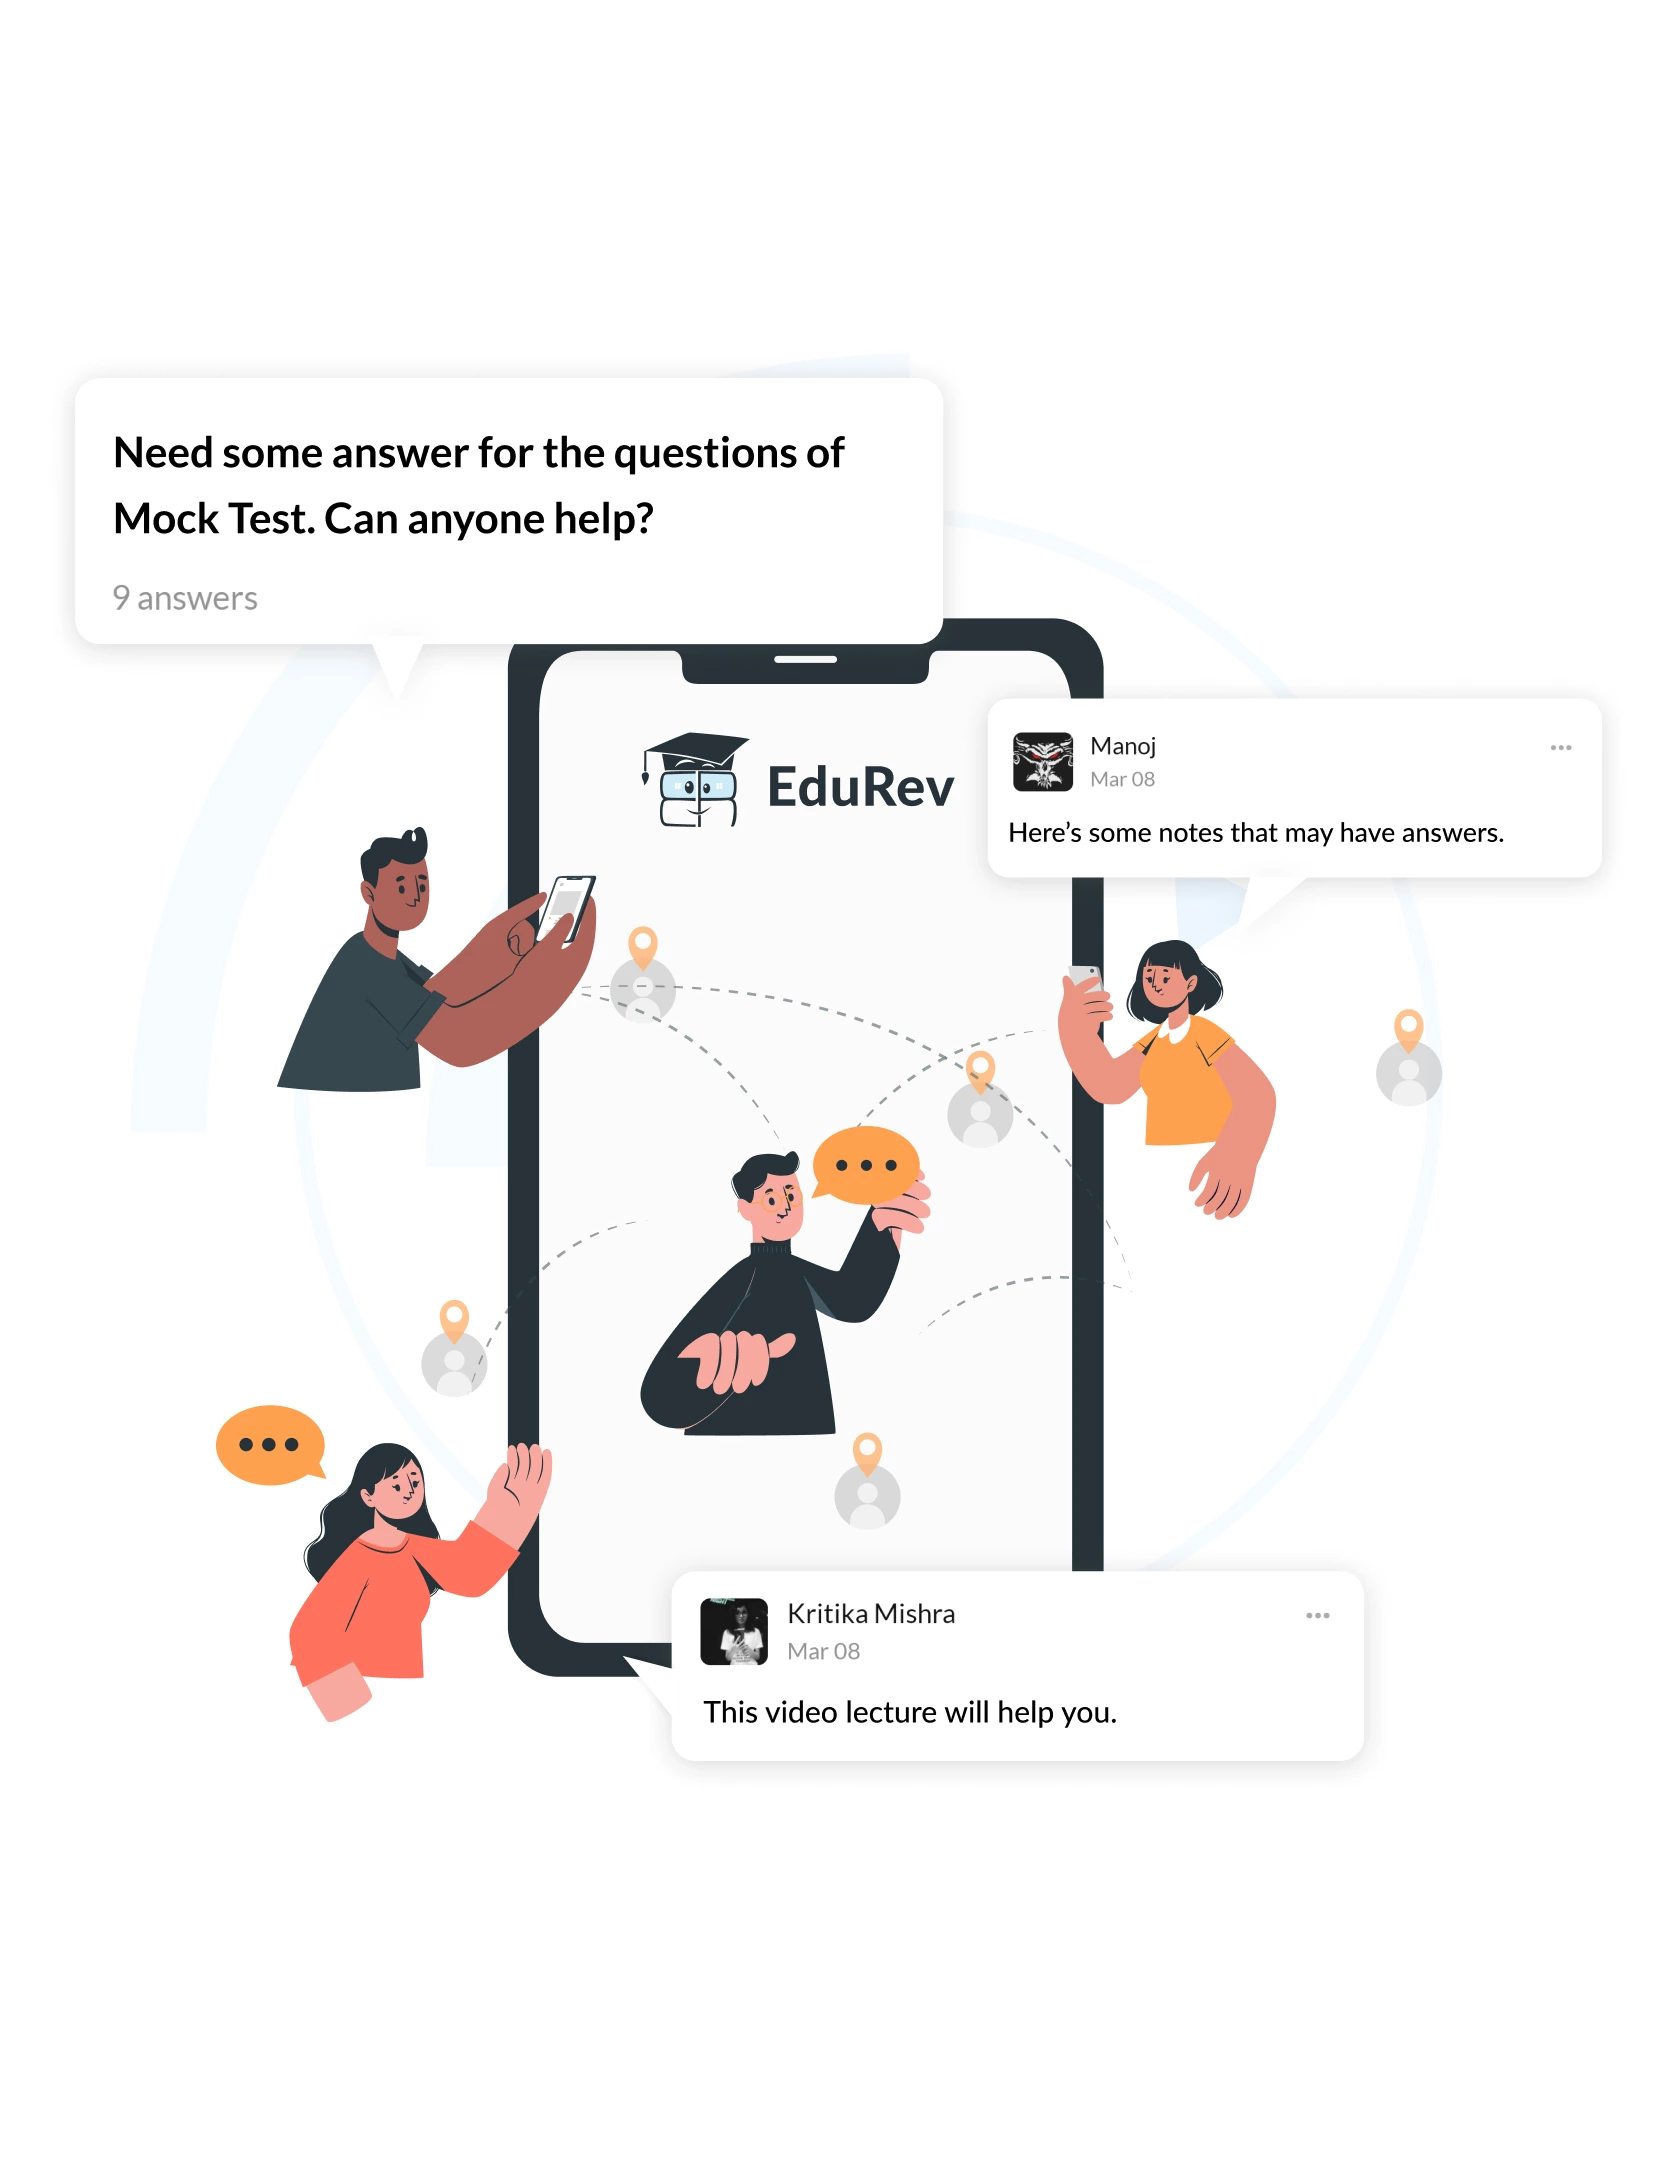 Need some answer for the questions of
Mock Test. Can anyone help?
9 answers
EduRev
Manoj
Mar 08
Here’s some notes that may have answers.
Kritika Mishra
Mar 08
This video lecture will help you.